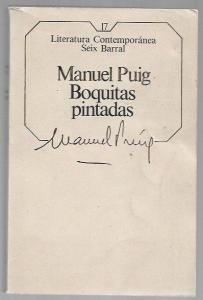 17
Literatura Contemporánea
Seix Barral
Manuel Puig
Boquitas
pintadas
Manuel Puig